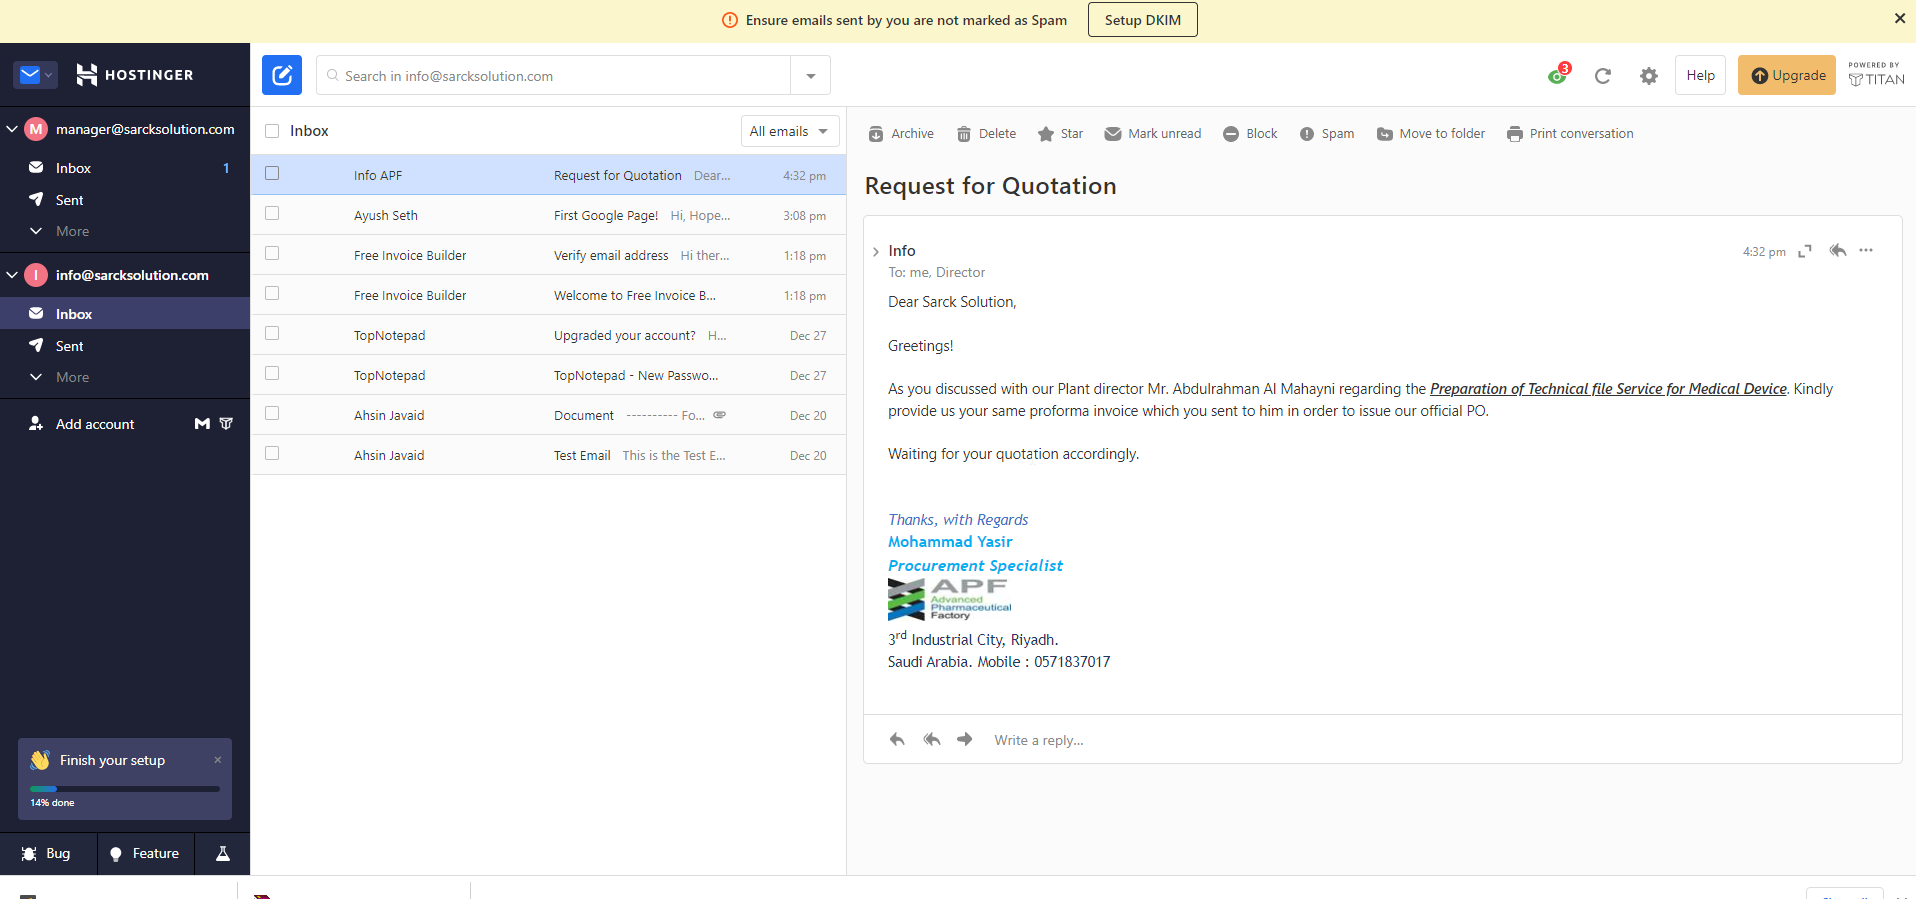 Ensure emails sent by you are not marked as Spam
Setup DKIM
HOSTINGER
Search in info@sarcksolution.com
3
Help
Upgrade
POWERED BY
TITAN
M
manager@sarcksolution.com
Inbox
1
Sent
More
I
info@sarcksolution.com
Inbox
Sent
More
Add account
Finish your setup
14% done
Bug
Feature
Inbox
All emails
Info APF Request for Quotation Dear... 4:32 pm
Ayush Seth First Google Page! Hi, Hope... 3:08 pm
Free Invoice Builder Verify email address Hi ther... 1:18 pm
Free Invoice Builder Welcome to Free Invoice B... 1:18 pm
TopNotepad Upgraded your account? H... Dec 27
TopNotepad TopNotepad - New Passwo... Dec 27
Ahsin Javaid Document ---------- Fo... Dec 20
Ahsin Javaid Test Email This is the Test E... Dec 20
Archive Delete Star Mark unread Block Spam Move to folder Print conversation
Request for Quotation
Info
4:32 pm
To: me, Director
Dear Sarck Solution,
Greetings!
As you discussed with our Plant director Mr. Abdulrahman Al Mahayni regarding the Preparation of Technical file Service for Medical Device. Kindly
provide us your same proforma invoice which you sent to him in order to issue our official PO.
Waiting for your quotation accordingly.
Thanks, with Regards
Mohammad Yasir
Procurement Specialist
APF
Advanced
Pharmaceutical
Factory
3rd Industrial City, Riyadh.
Saudi Arabia. Mobile : 0571837017
Write a reply...